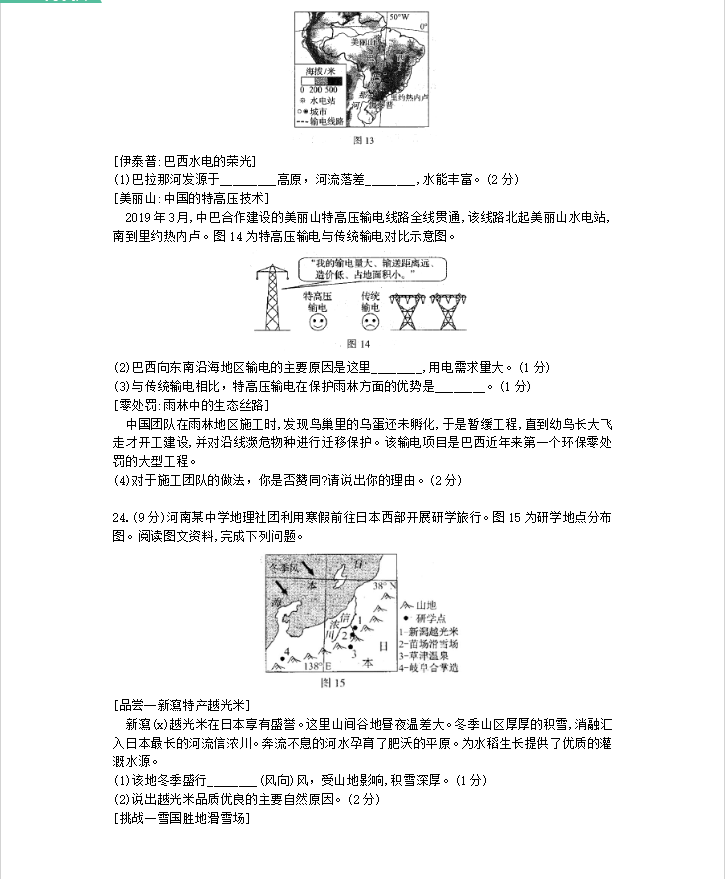 50°W
0°
美丽山
海拔/米
0 200 500
水电站
城市
输电线路
河
里约热内卢
图13
[伊泰普:巴西水电的荣光]
(1)巴拉那河发源于________高原，河流落差_______,水能丰富。(2分)
[美丽山:中国的特高压技术]
2019年3月,中巴合作建设的美丽山特高压输电线路全线贯通,该线路北起美丽山水电站,
南到里约热内卢。图14为特高压输电与传统输电对比示意图。
“我的输电量大、输送距离远、
造价低、占地面积小。”
特高压
输电
传统
输电
图14
(2)巴西向东南沿海地区输电的主要原因是这里_______,用电需求量大。(1分)
(3)与传统输电相比，特高压输电在保护雨林方面的优势是_______。(1分)
[零处罚:雨林中的生态丝路]
中国团队在雨林地区施工时,发现鸟巢里的鸟蛋还未孵化,于是暂缓工程,直到幼鸟长大飞
走才开工建设,并对沿线濒危物种进行迁移保护。该输电项目是巴西近年来第一个环保零处
罚的大型工程。
(4)对于施工团队的做法，你是否赞同?请说出你的理由。(2分)
24.(9分)河南某中学地理社团利用寒假前往日本西部开展研学旅行。图15为研学地点分布
图。阅读图文资料,完成下列问题。
冬季风
日
本
海
38°N
信
浓
川
1
2
3
4
日
本
138°E
山地
研学点
1-新潟越光米
2-苗场滑雪场
3-草津温泉
4-岐阜合掌造
图15
[品尝一新潟特产越光米]
新潟(x)越光米在日本享有盛誉。这里山间谷地昼夜温差大。冬季山区厚厚的积雪,消融汇
入日本最长的河流信浓川。奔流不息的河水孕育了肥沃的平原。为水稻生长提供了优质的灌
溉水源。
(1)该地冬季盛行_______(风向)风，受山地影响,积雪深厚。(1分)
(2)说出越光米品质优良的主要自然原因。(2分)
[挑战一雪国胜地滑雪场]